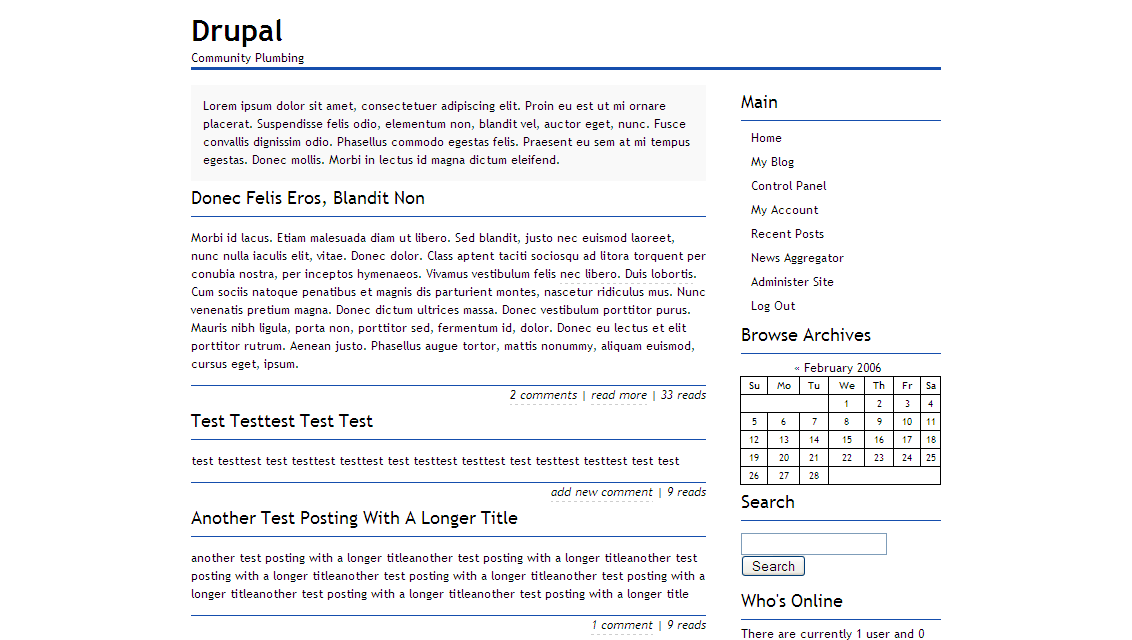 Drupal
Community Plumbing
Lorem ipsum dolor sit amet, consectetuer adipiscing elit. Proin eu est ut mi ornare
placerat. Suspendisse felis odio, elementum non, blandit vel, auctor eget, nunc. Fusce
convallis dignissim odio. Phasellus commodo egestas felis. Praesent eu sem at mi tempus
egestas. Donec mollis. Morbi in lectus id magna dictum eleifend.
Donec Felis Eros, Blandit Non
Morbi id lacus. Etiam malesuada diam ut libero. Sed blandit, justo nec euismod laoreet,
nunc nulla iaculis elit, vitae. Donec dolor. Class aptent taciti sociosqu ad litora torquent per
conubia nostra, per inceptos hymenaeos. Vivamus vestibulum felis nec libero. Duis lobortis.
Cum sociis natoque penatibus et magnis dis parturient montes, nascetur ridiculus mus. Nunc
venenatis pretium magna. Donec dictum ultrices massa. Donec vestibulum porttitor purus.
Mauris nibh ligula, porta non, porttitor sed, fermentum id, dolor. Donec eu lectus et elit
porttitor rutrum. Aenean justo. Phasellus augue tortor, mattis nonummy, aliquam euismod,
cursus eget, ipsum.
2 comments | read more | 33 reads
Test Testtest Test Test
test testtest test testtest testtest test testtest testtest test testtest testtest test test
add new comment | 9 reads
Another Test Posting With A Longer Title
another test posting with a longer titleanother test posting with a longer titleanother test
posting with a longer titleanother test posting with a longer titleanother test posting with a
longer titleanother test posting with a longer titleanother test posting with a longer title
1 comment | 9 reads
Main
Home
My Blog
Control Panel
My Account
Recent Posts
News Aggregator
Administer Site
Log Out
Browse Archives
« February 2006
Su Mo Tu We Th Fr Sa
1 2 3 4
5 6 7 8 9 10 11
12 13 14 15 16 17 18
19 20 21 22 23 24 25
26 27 28
Search
Search
Who's Online
There are currently 1 user and 0